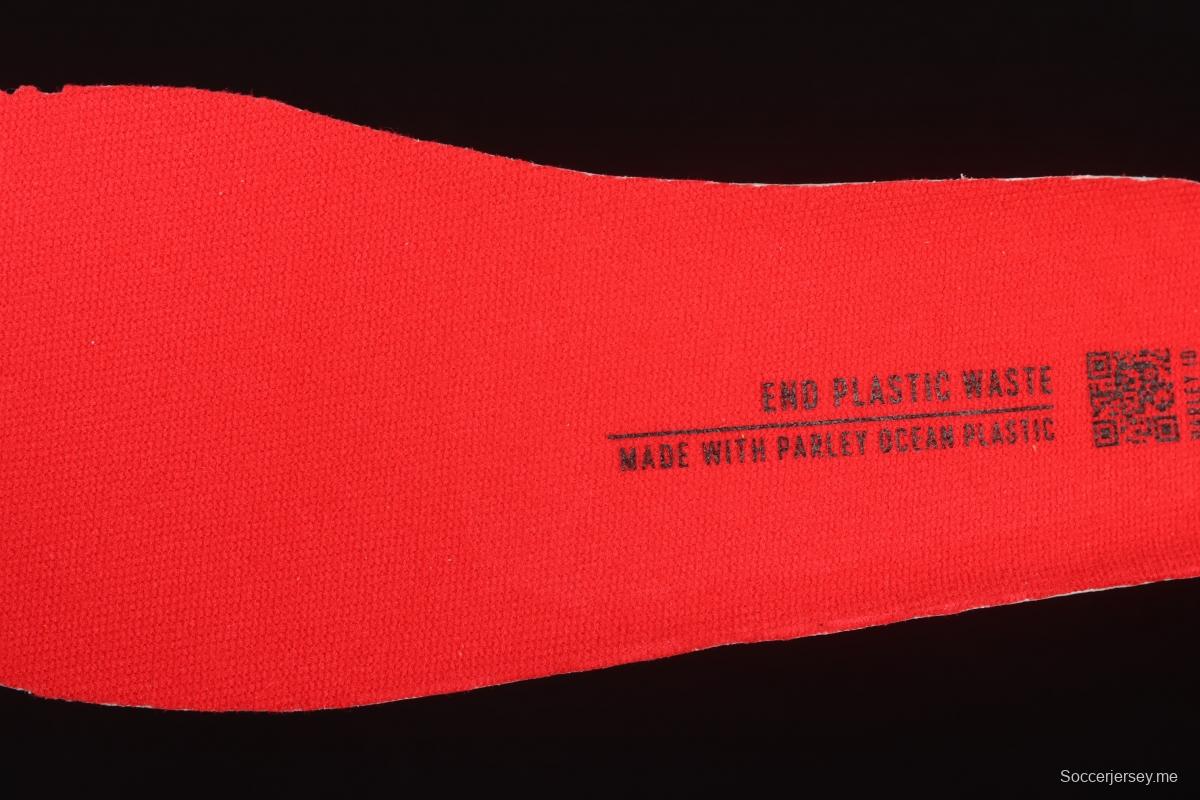 END PLASTIC WASTE
MADE WITH PARLEY OCEAN PLASTIC
Soccerjersey.me